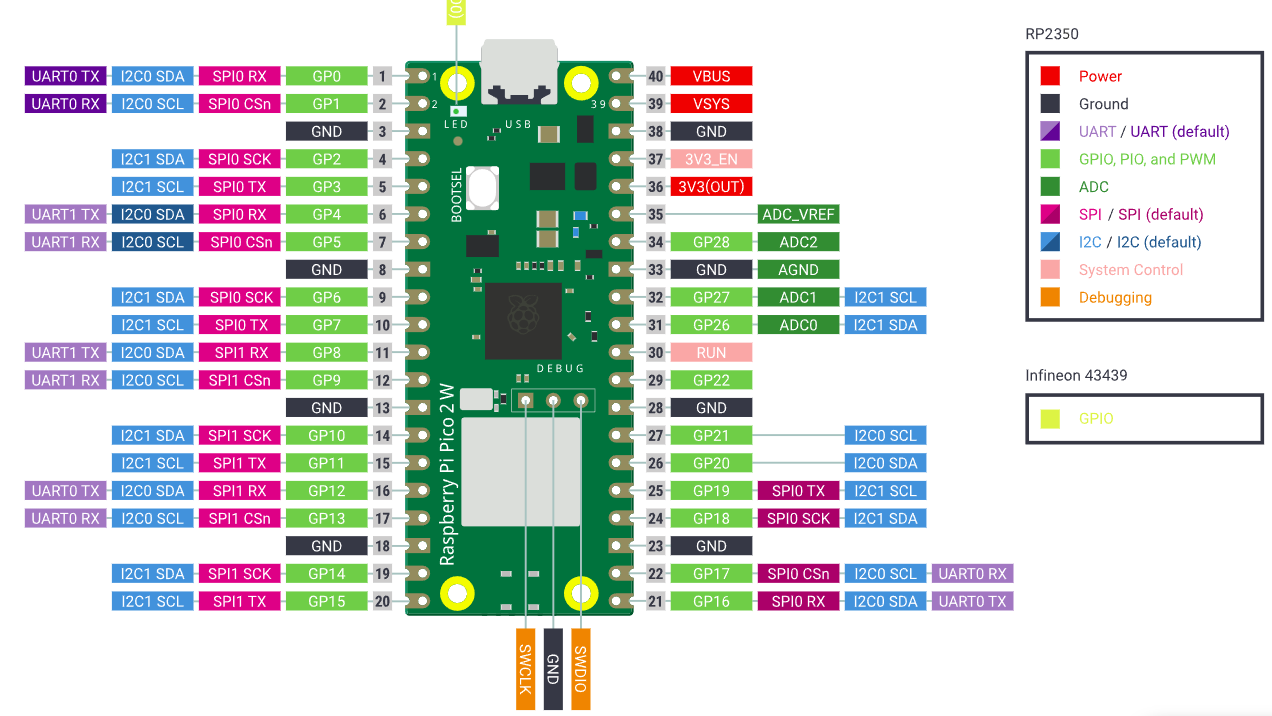 0)
UART0 TX I2C0 SDA SPI0 RX GP0 1 1 40 VBUS
UART0 RX I2C0 SCL SPI0 CSn GP1 2 2 39 39 VSYS
GND 3 LED USB 38 GND
I2C1 SDA SPI0 SCK GP2 4 37 3V3_EN
I2C1 SCL SPI0 TX GP3 5 BOOTSEL 36 3V3(OUT)
UART1 TX I2C0 SDA SPI0 RX GP4 6 35 ADC_VREF
UART1 RX I2C0 SCL SPI0 CSn GP5 7 34 GP28 ADC2
GND 8 33 GND AGND
I2C1 SDA SPI0 SCK GP6 9 32 GP27 ADC1 I2C1 SCL
I2C1 SCL SPI0 TX GP7 10 31 GP26 ADC0 I2C1 SDA
UART1 TX I2C0 SDA SPI1 RX GP8 11 30 RUN
DEBUG
UART1 RX I2C0 SCL SPI1 CSn GP9 12 29 GP22
GND 13 28 GND
I2C1 SDA SPI1 SCK GP10 14 27 GP21 I2C0 SCL
I2C1 SCL SPI1 TX GP11 15 26 GP20 I2C0 SDA
Raspberry Pi Pico 2 W
UART0 TX I2C0 SDA SPI1 RX GP12 16 25 GP19 SPI0 TX I2C1 SCL
UART0 RX I2C0 SCL SPI1 CSn GP13 17 24 GP18 SPI0 SCK I2C1 SDA
GND 18 23 GND
I2C1 SDA SPI1 SCK GP14 19 22 GP17 SPI0 CSn I2C0 SCL UART0 RX
I2C1 SCL SPI1 TX GP15 20 21 GP16 SPI0 RX I2C0 SDA UART0 TX
SWCLK
GND
SWDIO
RP2350
Power
Ground
UART / UART (default)
GPIO, PIO, and PWM
ADC
SPI / SPI (default)
I2C / I2C (default)
System Control
Debugging
Infineon 43439
GPIO